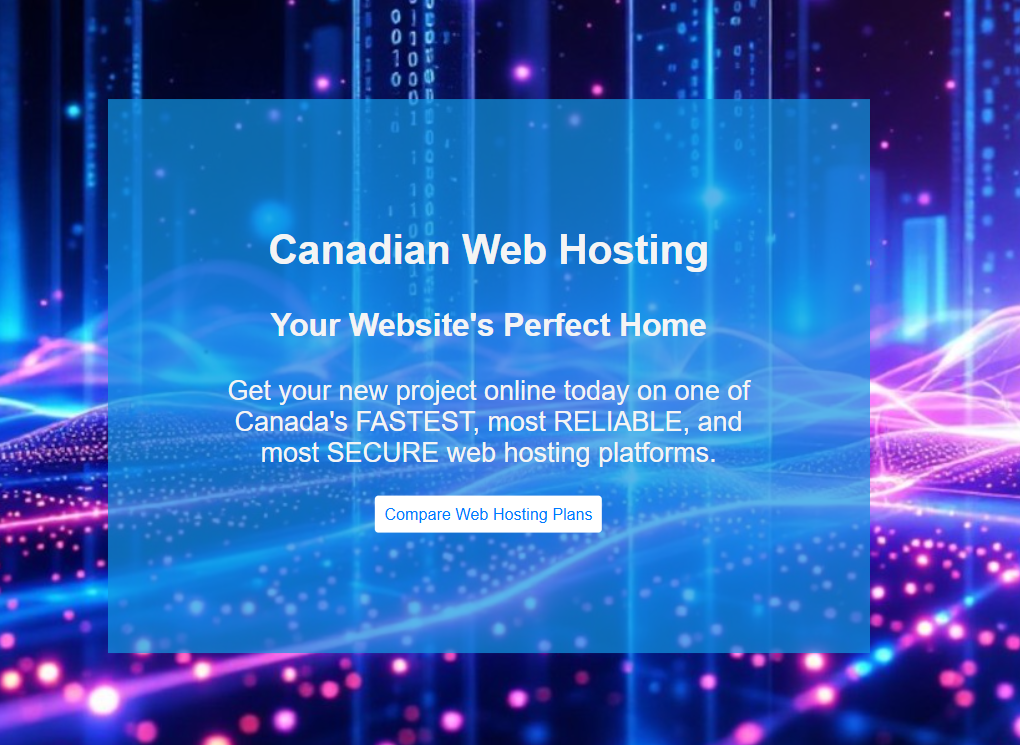 Canadian Web Hosting
Your Website's Perfect Home
Get your new project online today on one of
Canada's FASTEST, most RELIABLE, and
most SECURE web hosting platforms.
Compare Web Hosting Plans